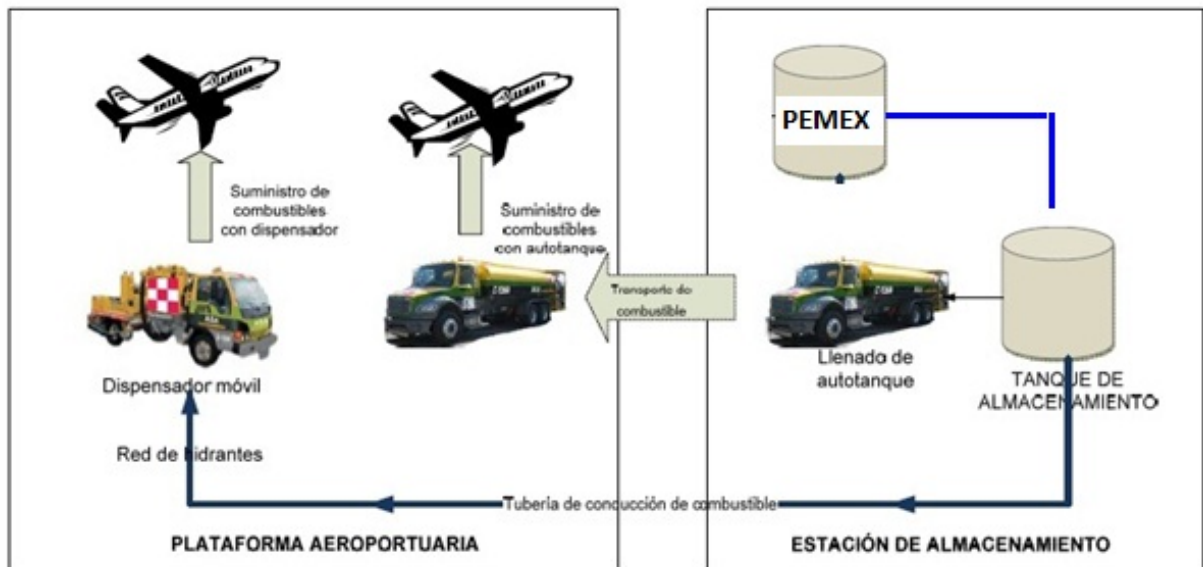 PEMEX
Suministro de
combustibles
con dispensador
Suministro de
combustibles
con autotanque
Transporte de
combustible
Dispensador móvil
Llenado de
autotanque
TANQUE DE
ALMACENAMIENTO
Red de hidrantes
Tubería de conducción de combustible
PLATAFORMA AEROPORTUARIA
ESTACIÓN DE ALMACENAMIENTO